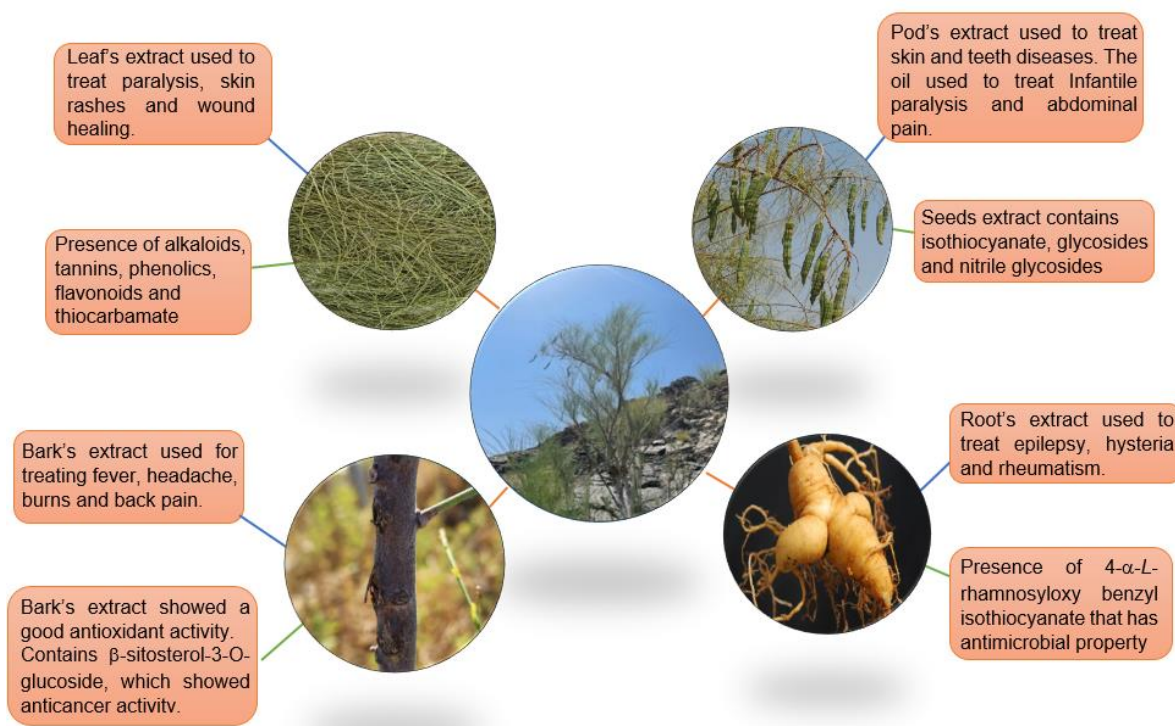 Leaf's extract used to
treat paralysis, skin
rashes and wound
healing.
Presence of alkaloids,
tannins, phenolics,
flavonoids and
thiocarbamate
Pod's extract used to treat
skin and teeth diseases. The
oil used to treat Infantile
paralysis and abdominal
pain.
Seeds extract contains
isothiocyanate, glycosides
and nitrile glycosides
Bark's extract used for
treating fever, headache,
burns and back pain.
Bark's extract showed a
good antioxidant activity.
Contains β-sitosterol-3-O-
glucoside, which showed
anticancer activity.
Root's extract used to
treat epilepsy, hysteria
and rheumatism.
Presence of 4-α-L-
rhamnosyloxy benzyl
isothiocyanate that has
antimicrobial property